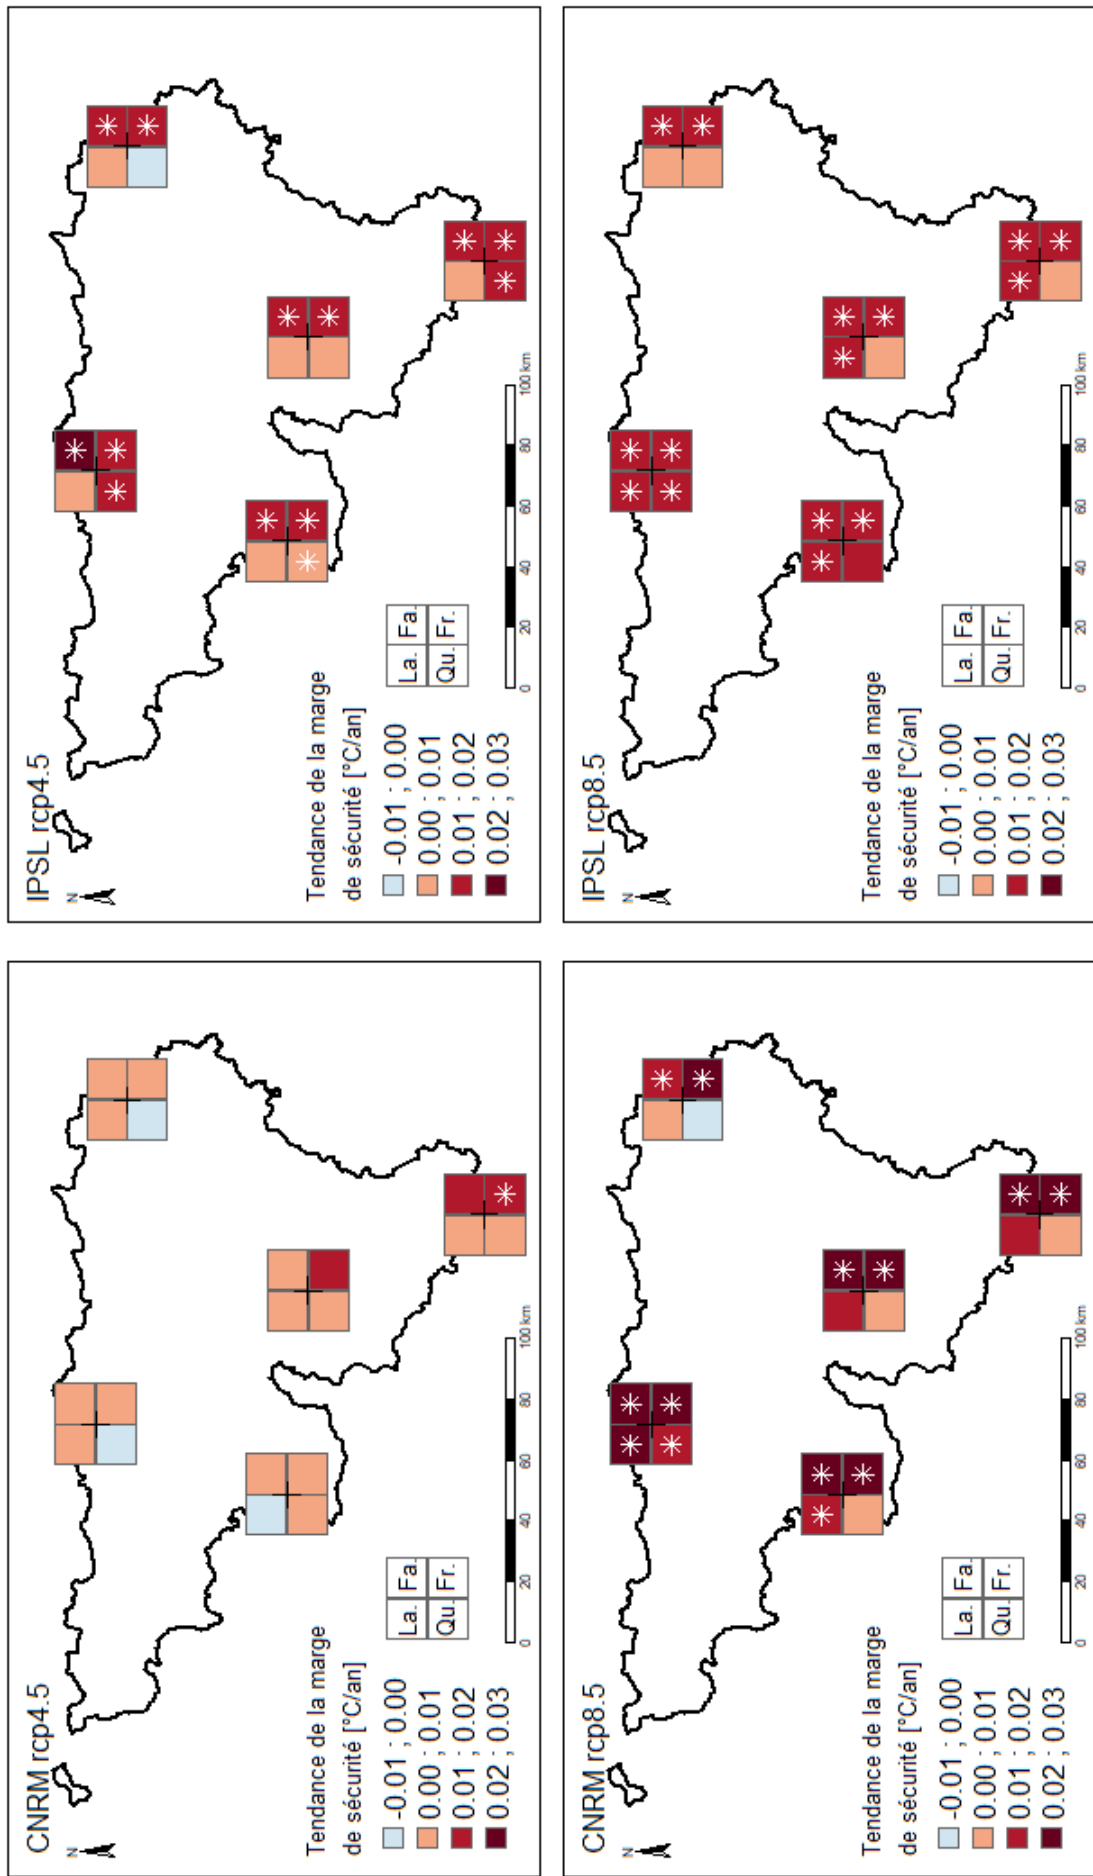 CNRM rcp4.5
N
Tendance de la marge
de sécurité [°C/an]
-0.01 ; 0.00
0.00 ; 0.01
0.01 ; 0.02
0.02 ; 0.03
La. Fa.
Qu. Fr.
0 20 40 60 80 100 km
IPSL rcp4.5
N
Tendance de la marge
de sécurité [°C/an]
-0.01 ; 0.00
0.00 ; 0.01
0.01 ; 0.02
0.02 ; 0.03
La. Fa.
Qu. Fr.
0 20 40 60 80 100 km
CNRM rcp8.5
N
Tendance de la marge
de sécurité [°C/an]
-0.01 ; 0.00
0.00 ; 0.01
0.01 ; 0.02
0.02 ; 0.03
La. Fa.
Qu. Fr.
0 20 40 60 80 100 km
IPSL rcp8.5
N
Tendance de la marge
de sécurité [°C/an]
-0.01 ; 0.00
0.00 ; 0.01
0.01 ; 0.02
0.02 ; 0.03
La. Fa.
Qu. Fr.
0 20 40 60 80 100 km